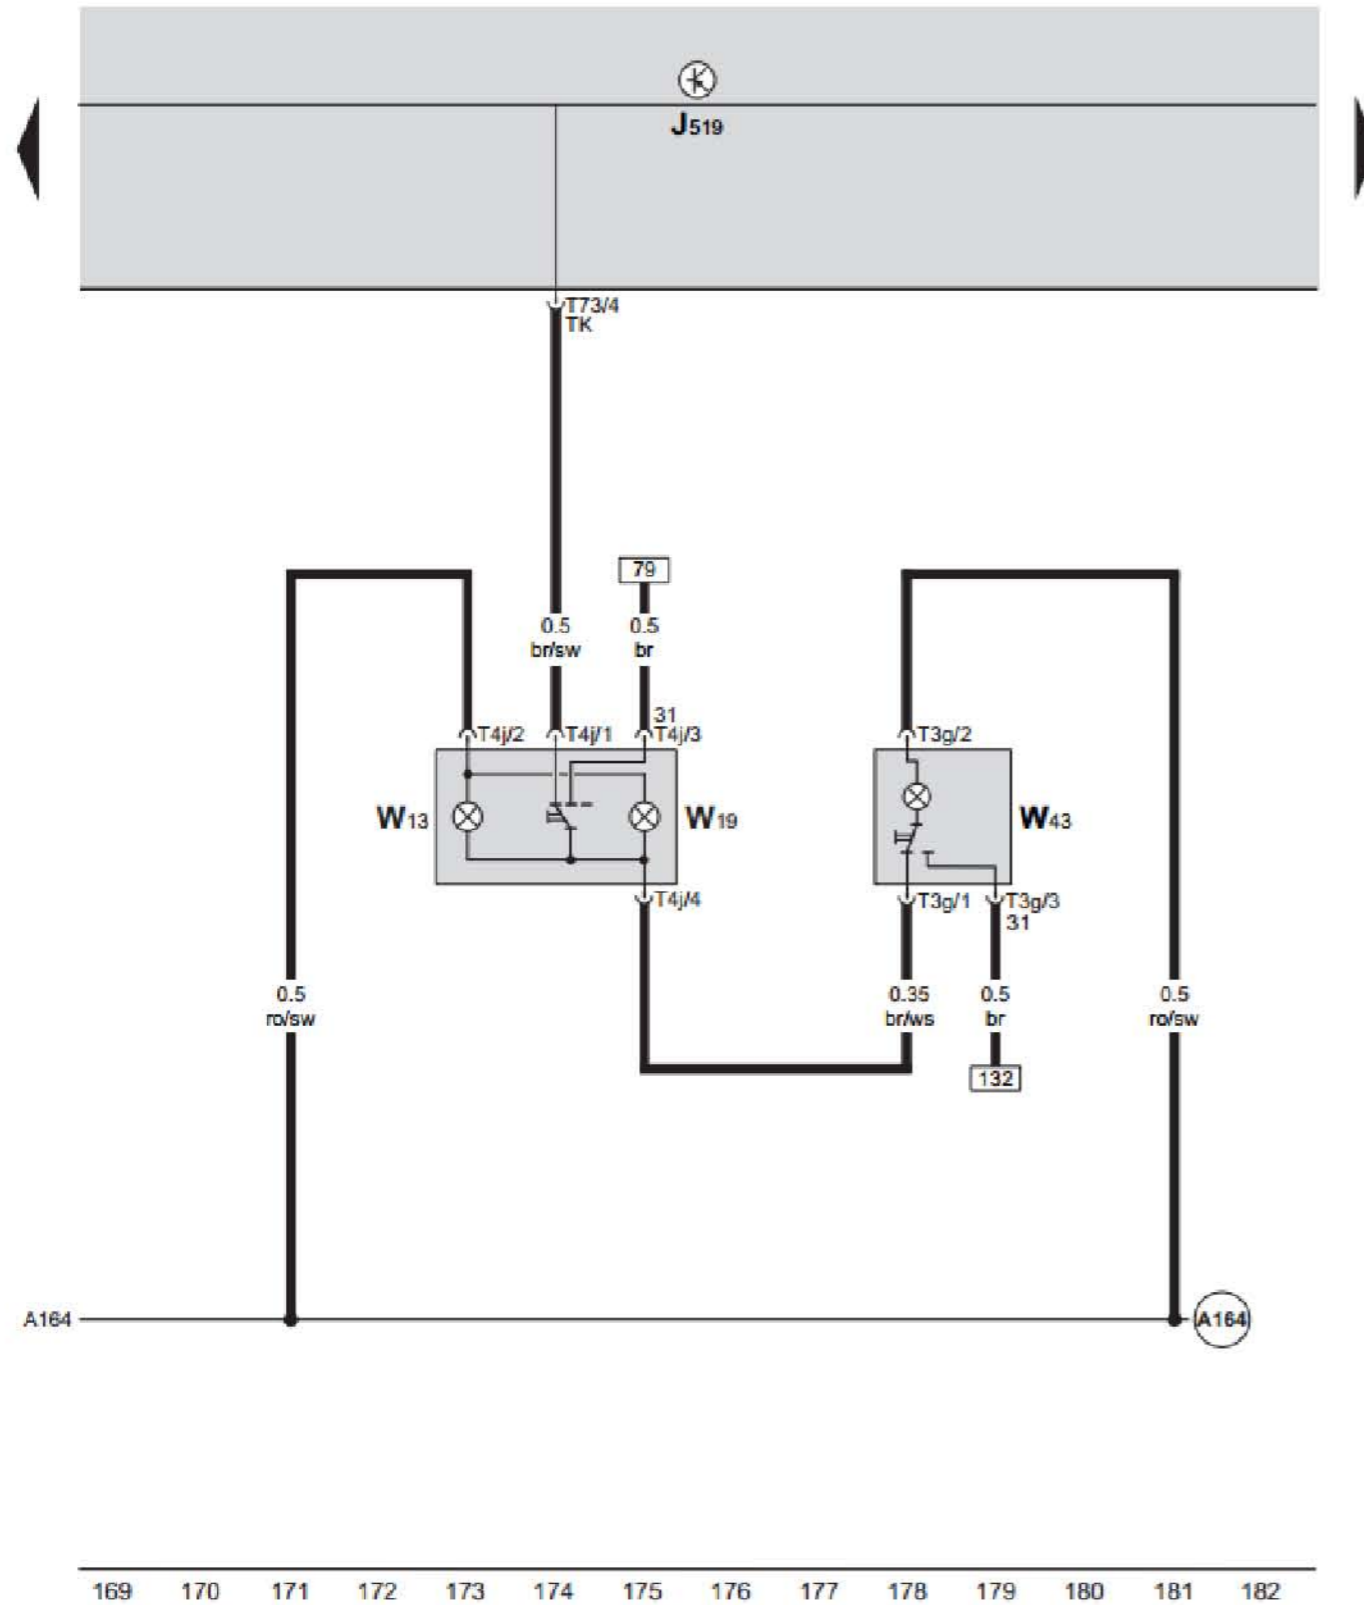 J519
T73/4
TK
79
0.5
br/sw
0.5
br
31
T4j/2
T4j/1
T4j/3
T3g/2
W13
W19
W43
T4j/4
T3g/1
T3g/3
31
0.5
ro/sw
0.35
br/ws
0.5
br
0.5
ro/sw
132
A164
A164
169 170 171 172 173 174 175 176 177 178 179 180 181 182